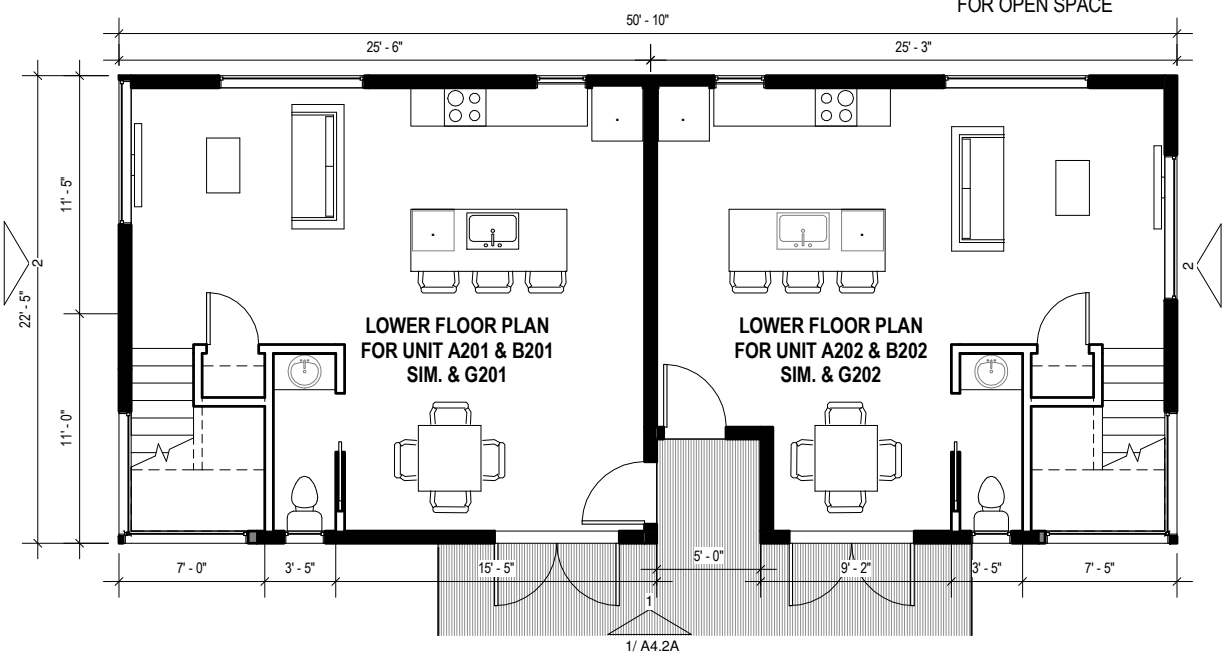 FOR OPEN SPACE
50' - 10"
25' - 6"
25' - 3"
11' - 5"
2
22' - 5"
11' - 0"
2
LOWER FLOOR PLAN
FOR UNIT A201 & B201
SIM. & G201
LOWER FLOOR PLAN
FOR UNIT A202 & B202
SIM. & G202
7' - 0"
3' - 5"
15' - 5"
5' - 0"
9' - 2"
3' - 5"
7' - 5"
1
1/ A4.2A